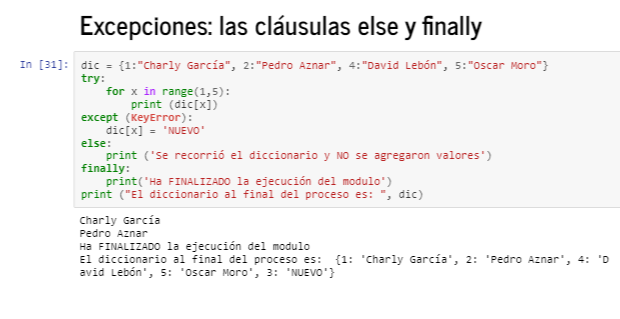 Excepciones: las cláusulas else y finally
In [31]: dic = {1:"Charly García", 2:"Pedro Aznar", 4:"David Lebón", 5:"Oscar Moro"}
try:
    for x in range(1,5):
        print (dic[x])
except (KeyError):
    dic[x] = 'NUEVO'
else:
    print ('Se recorrió el diccionario y NO se agregaron valores')
finally:
    print('Ha FINALIZADO la ejecución del modulo')
print ("El diccionario al final del proceso es: ", dic)
Charly García
Pedro Aznar
Ha FINALIZADO la ejecución del modulo
El diccionario al final del proceso es:  {1: 'Charly García', 2: 'Pedro Aznar', 4: 'D
avid Lebón', 5: 'Oscar Moro', 3: 'NUEVO'}